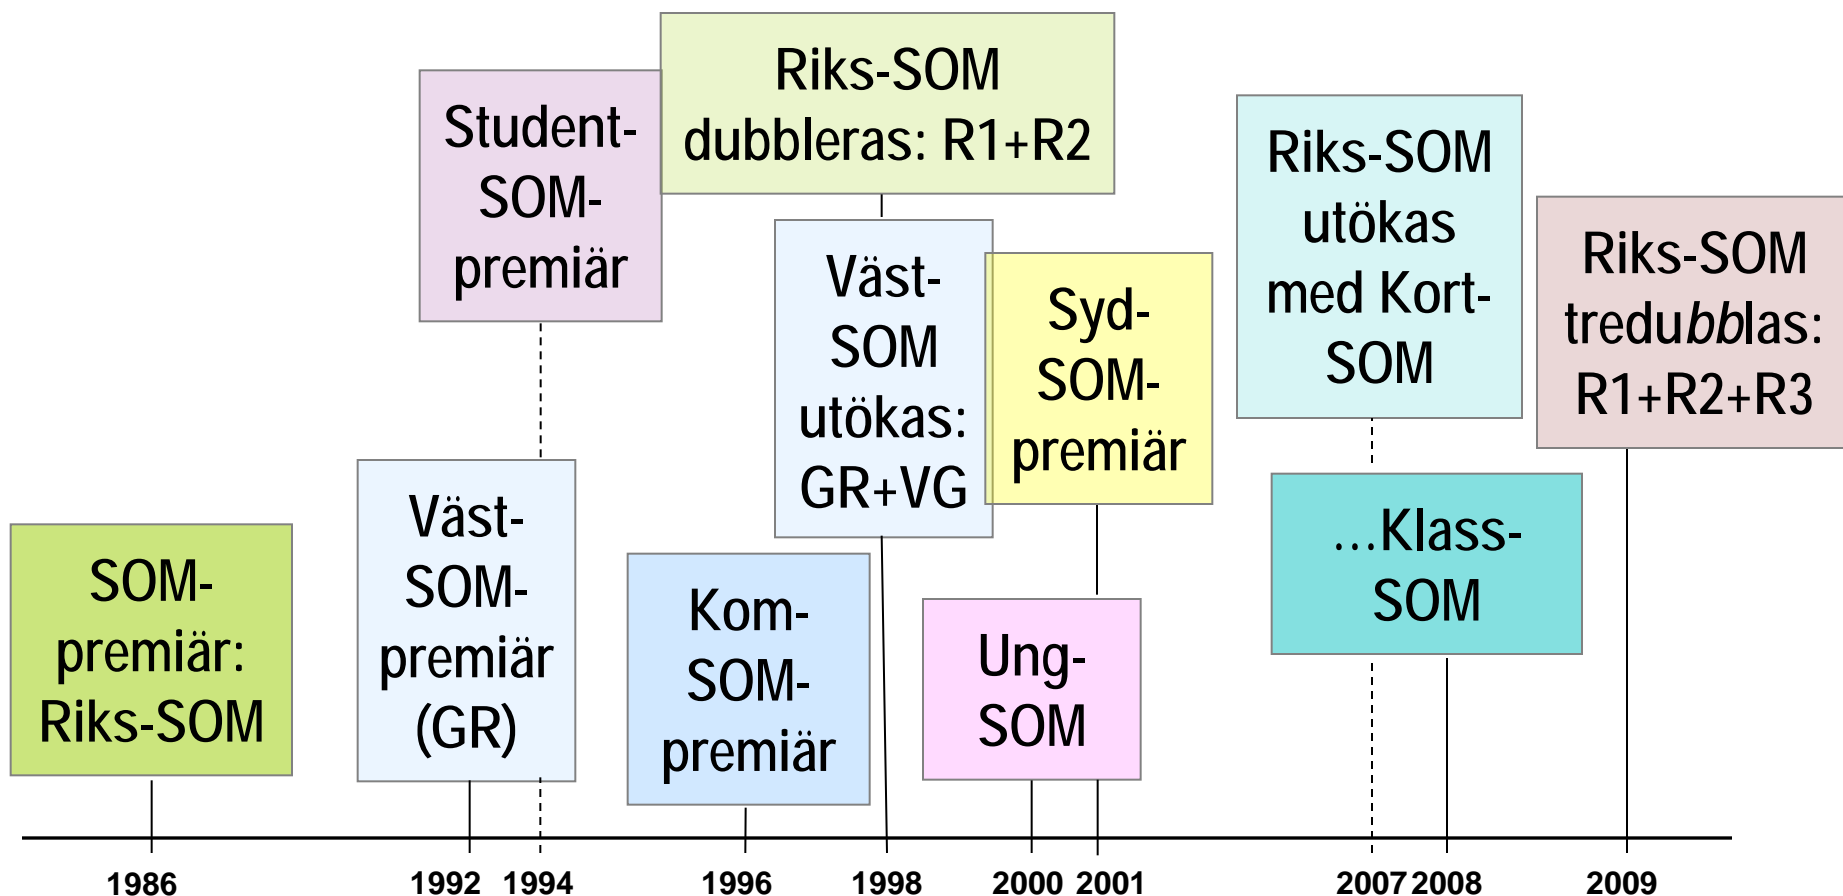 SOM-
premiär:
Riks-SOM
Väst-
SOM-
premiär
(GR)
Student-
SOM-
premiär
Kom-
SOM-
premiär
Riks-SOM
dubbleras: R1+R2
Väst-
SOM
utökas:
GR+VG
Ung-
SOM
Syd-
SOM-
premiär
Riks-SOM
utökas
med Kort-
SOM
...Klass-
SOM
Riks-SOM
tredubblas:
R1+R2+R3
1986 1992 1994 1996 1998 2000 2001 2007 2008 2009